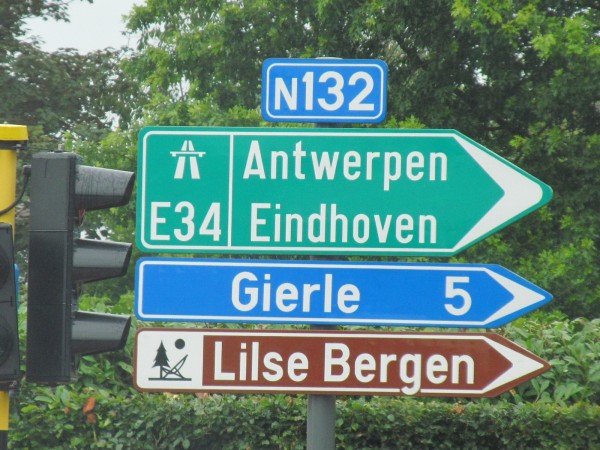 N132
Antwerpen
E34 Eindhoven
Gierle 5
Lilse Bergen